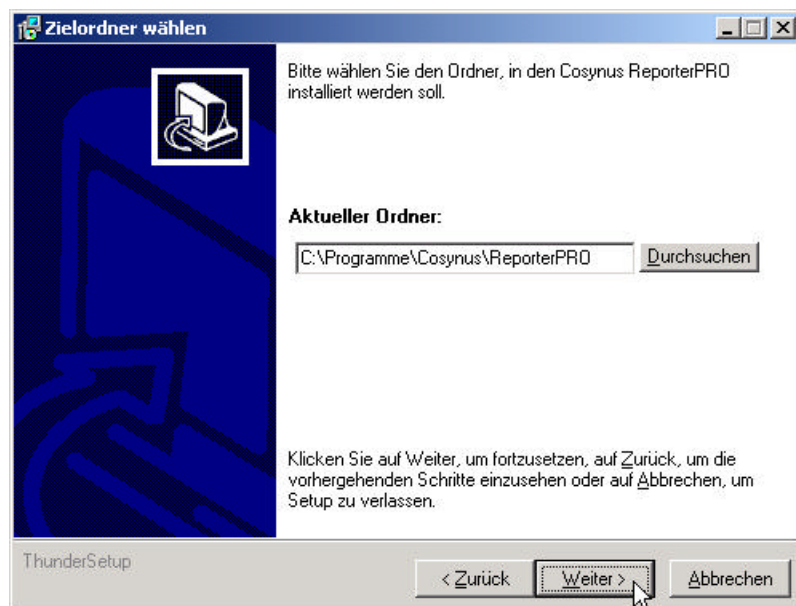 Zielordner wählen
Bitte wählen Sie den Ordner, in den Cosynus ReporterPRO
installiert werden soll.
Aktueller Ordner:
C:\Programme\Cosynus\ReporterPRO
Durchsuchen
Klicken Sie auf Weiter, um fortzusetzen, auf Zurück, um die
vorhergehenden Schritte einzusehen oder auf Abbrechen, um
Setup zu verlassen.
ThunderSetup
< Zurück
Weiter >
Abbrechen